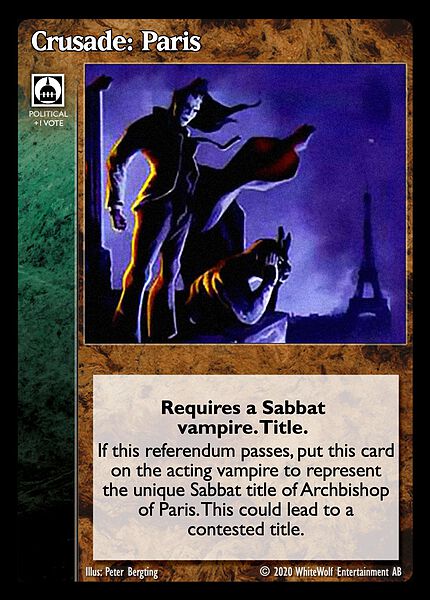 Crusade: Paris
POLITICAL
+1 VOTE
Requires a Sabbat
vampire. Title.
If this referendum passes, put this card
on the acting vampire to represent
the unique Sabbat title of Archbishop
of Paris. This could lead to a
contested title.
Illus: Peter Bergting
© 2020 WhiteWolf Entertainment AB